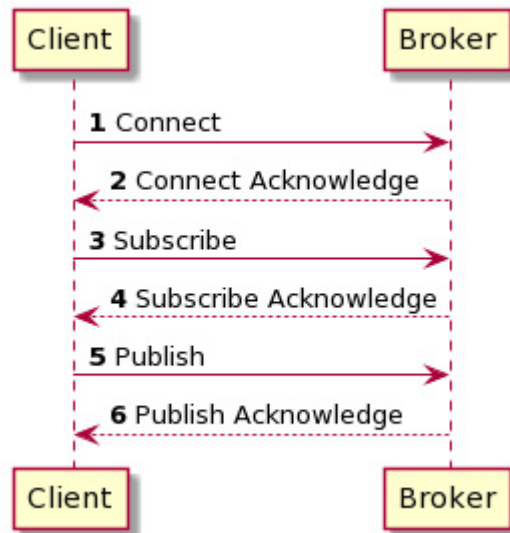 Client Broker
1 Connect
2 Connect Acknowledge
3 Subscribe
4 Subscribe Acknowledge
5 Publish
6 Publish Acknowledge
Client Broker